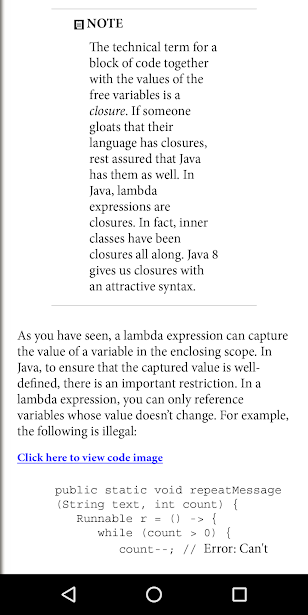 NOTE
The technical term for a
block of code together
with the values of the
free variables is a
closure. If someone
gloats that their
language has closures,
rest assured that Java
has them as well. In
Java, lambda
expressions are
closures. In fact, inner
classes have been
closures all along. Java 8
gives us closures with
an attractive syntax.
As you have seen, a lambda expression can capture
the value of a variable in the enclosing scope. In
Java, to ensure that the captured value is well-
defined, there is an important restriction. In a
lambda expression, you can only reference
variables whose value doesn’t change. For example,
the following is illegal:
Click here to view code image
public static void repeatMessage
(String text, int count) {
Runnable r = () -> {
while (count > 0) {
count--; // Error: Can't